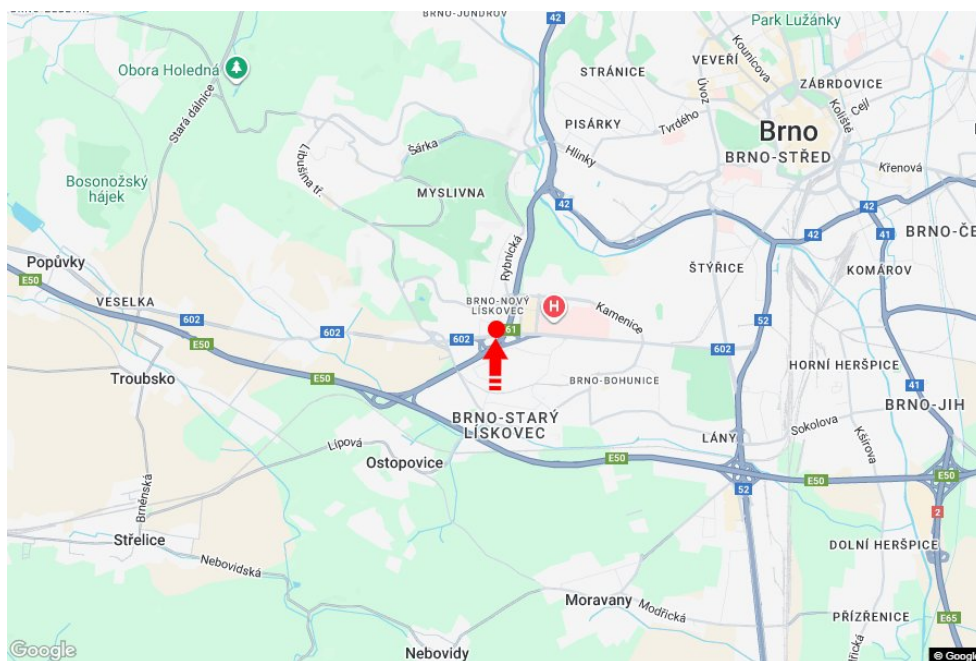 BRNO-JUNDROV
Park Lužánky
VEVEŘÍ
Kounicova
Obora Holedná
STRÁNICE
Úvoz
ZÁBRDOVICE
Stará dálnice
Koliště
Cejl
PISÁRKY
Tvrdého
Brno
BRNO-STŘED
Hlinky
Šárka
Křenová
Libušina tř.
Bosonožský
hájek
MYSLIVNA
42
42
42
42
41
BRNO-ČE
Rybnická
Popůvky
ŠTÝŘICE
KOMÁROV
E50
VESELKA
BRNO-NOVÝ
LÍSKOVEC
H
Kamenice
52
602
602
602
E50
61
602
Troubsko
E50
HORNÍ HERŠPICE
BRNO-BOHUNICE
41
BRNO-STARÝ
LÍSKOVEC
BRNO-JIH
Sokolova
Lípová
LÁNY
Kšírova
Ostopovice
E50
E50
E50
52
Brněnská
2
Střelice
DOLNÍ HERŠPICE
Nebovidská
Moravany
Modřická
PŘÍZŘENICE
E65
Nebovidy
Google
© Google